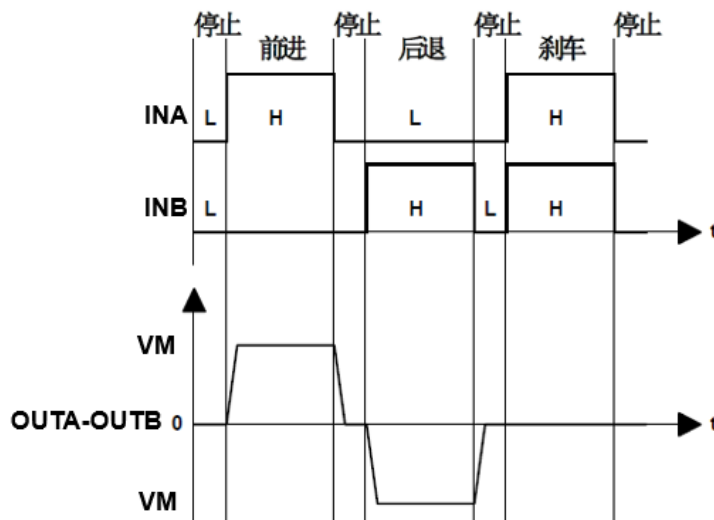 停止 停止 停止 停止
前进 后退 刹车
INA L H L H
INB L H L H
t
VM
OUTA-OUTB 0 t
VM